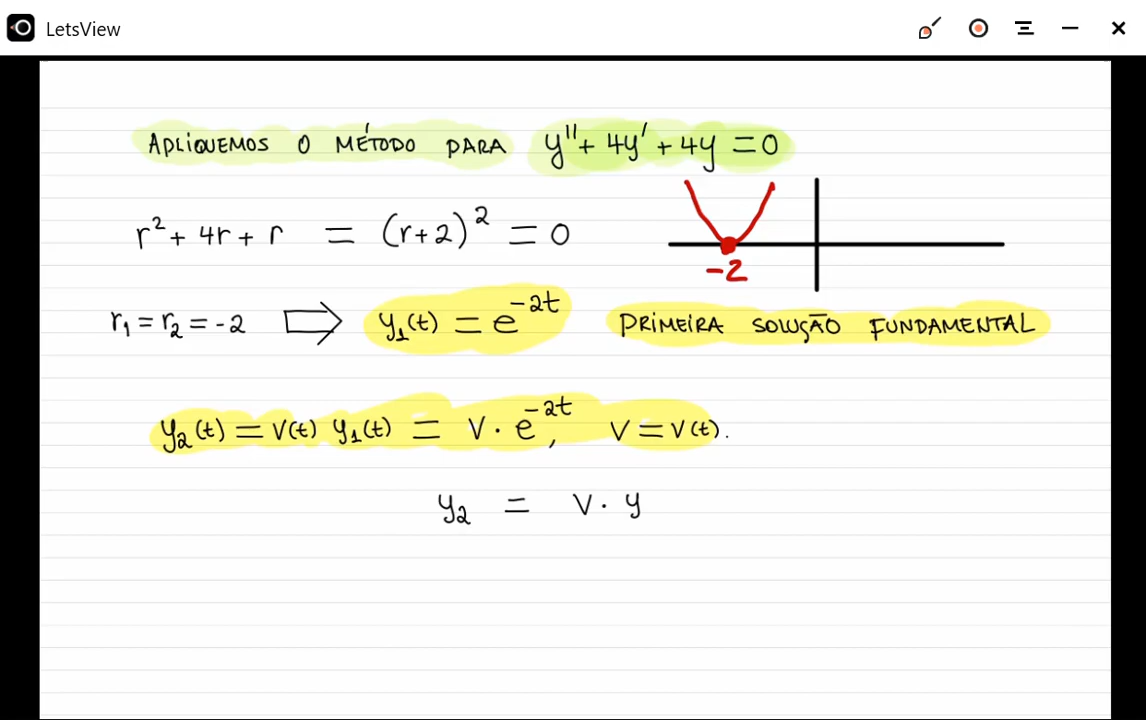 LetsView
APLIQUEMOS O MÉTODO PARA y'' + 4y' + 4y = 0
r² + 4r + r = (r+2)² = 0
-2
r₁ = r₂ = -2 ⇨ y₁(t) = e^{-2t} PRIMEIRA SOLUÇÃO FUNDAMENTAL
y₂(t) = V(t) y₁(t) = V · e^{-2t}, V = V(t).
y₂ = V · y